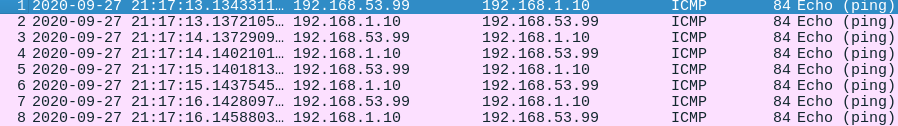 1 2020-09-27 21:17:13.1343311… 192.168.53.99 192.168.1.10 ICMP 84 Echo (ping)
2 2020-09-27 21:17:13.1372105… 192.168.1.10 192.168.53.99 ICMP 84 Echo (ping)
3 2020-09-27 21:17:14.1372909… 192.168.53.99 192.168.1.10 ICMP 84 Echo (ping)
4 2020-09-27 21:17:14.1402101… 192.168.1.10 192.168.53.99 ICMP 84 Echo (ping)
5 2020-09-27 21:17:15.1401813… 192.168.53.99 192.168.1.10 ICMP 84 Echo (ping)
6 2020-09-27 21:17:15.1437545… 192.168.1.10 192.168.53.99 ICMP 84 Echo (ping)
7 2020-09-27 21:17:16.1428097… 192.168.53.99 192.168.1.10 ICMP 84 Echo (ping)
8 2020-09-27 21:17:16.1458803… 192.168.1.10 192.168.53.99 ICMP 84 Echo (ping)